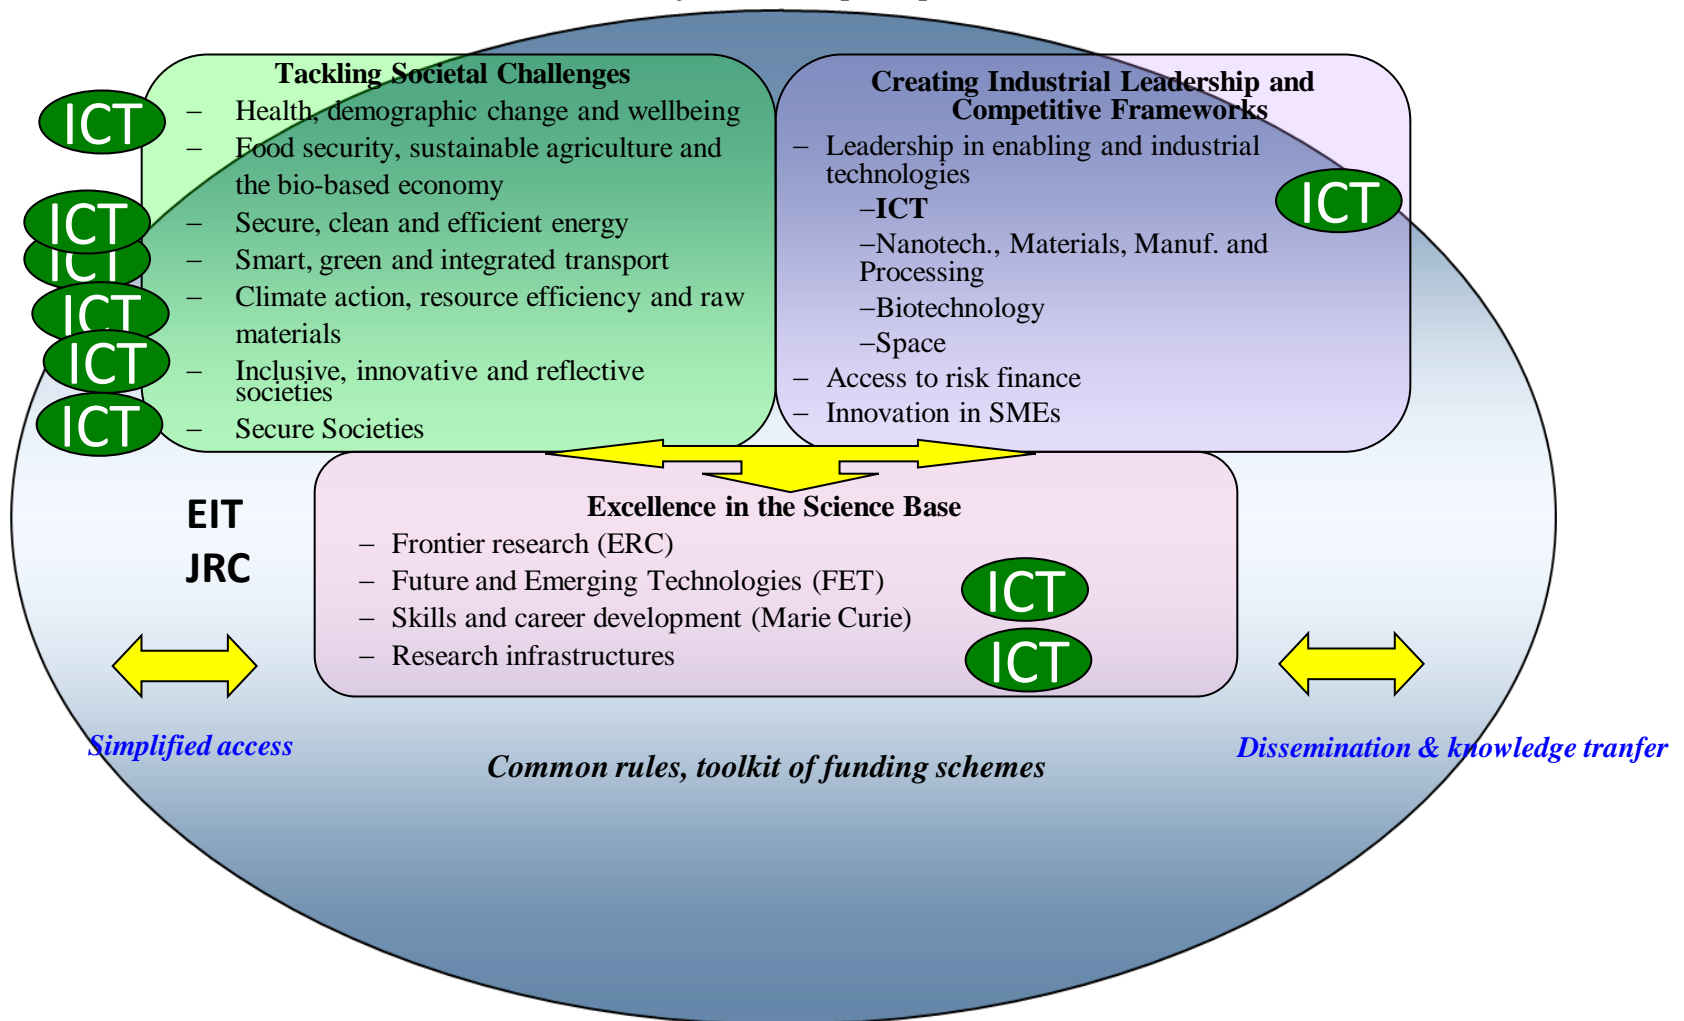 Tackling Societal Challenges
– Health, demographic change and wellbeing
– Food security, sustainable agriculture and
the bio-based economy
– Secure, clean and efficient energy
– Smart, green and integrated transport
– Climate action, resource efficiency and raw
materials
– Inclusive, innovative and reflective
societies
– Secure Societies
ICT
ICT
ICT
ICT
ICT
ICT
Creating Industrial Leadership and
Competitive Frameworks
– Leadership in enabling and industrial
technologies
–ICT
–Nanotech., Materials, Manuf. and
Processing
–Biotechnology
–Space
– Access to risk finance
– Innovation in SMEs
ICT
EIT
JRC
Excellence in the Science Base
– Frontier research (ERC)
– Future and Emerging Technologies (FET)
– Skills and career development (Marie Curie)
– Research infrastructures
ICT
ICT
Simplified access
Common rules, toolkit of funding schemes
Dissemination & knowledge tranfer